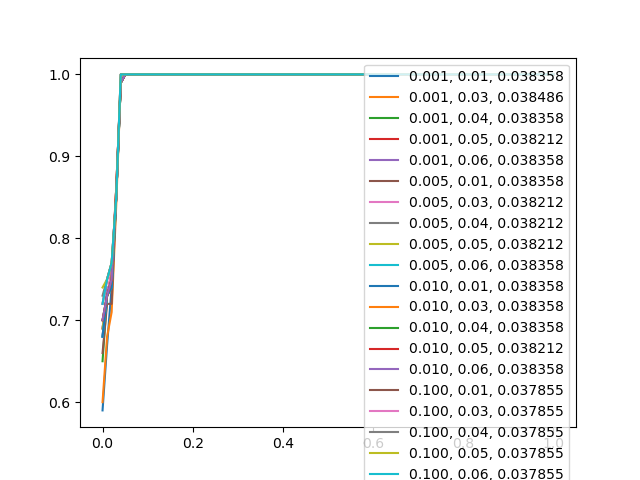 1.0
0.9
0.8
0.7
0.6
0.0
0.2
0.4
0.6
0.8
1.0
0.001, 0.01, 0.038358
0.001, 0.03, 0.038486
0.001, 0.04, 0.038358
0.001, 0.05, 0.038212
0.001, 0.06, 0.038358
0.005, 0.01, 0.038358
0.005, 0.03, 0.038212
0.005, 0.04, 0.038212
0.005, 0.05, 0.038212
0.005, 0.06, 0.038358
0.010, 0.01, 0.038358
0.010, 0.03, 0.038358
0.010, 0.04, 0.038358
0.010, 0.05, 0.038212
0.010, 0.06, 0.038358
0.100, 0.01, 0.037855
0.100, 0.03, 0.037855
0.100, 0.04, 0.037855
0.100, 0.05, 0.037855
0.100, 0.06, 0.037855